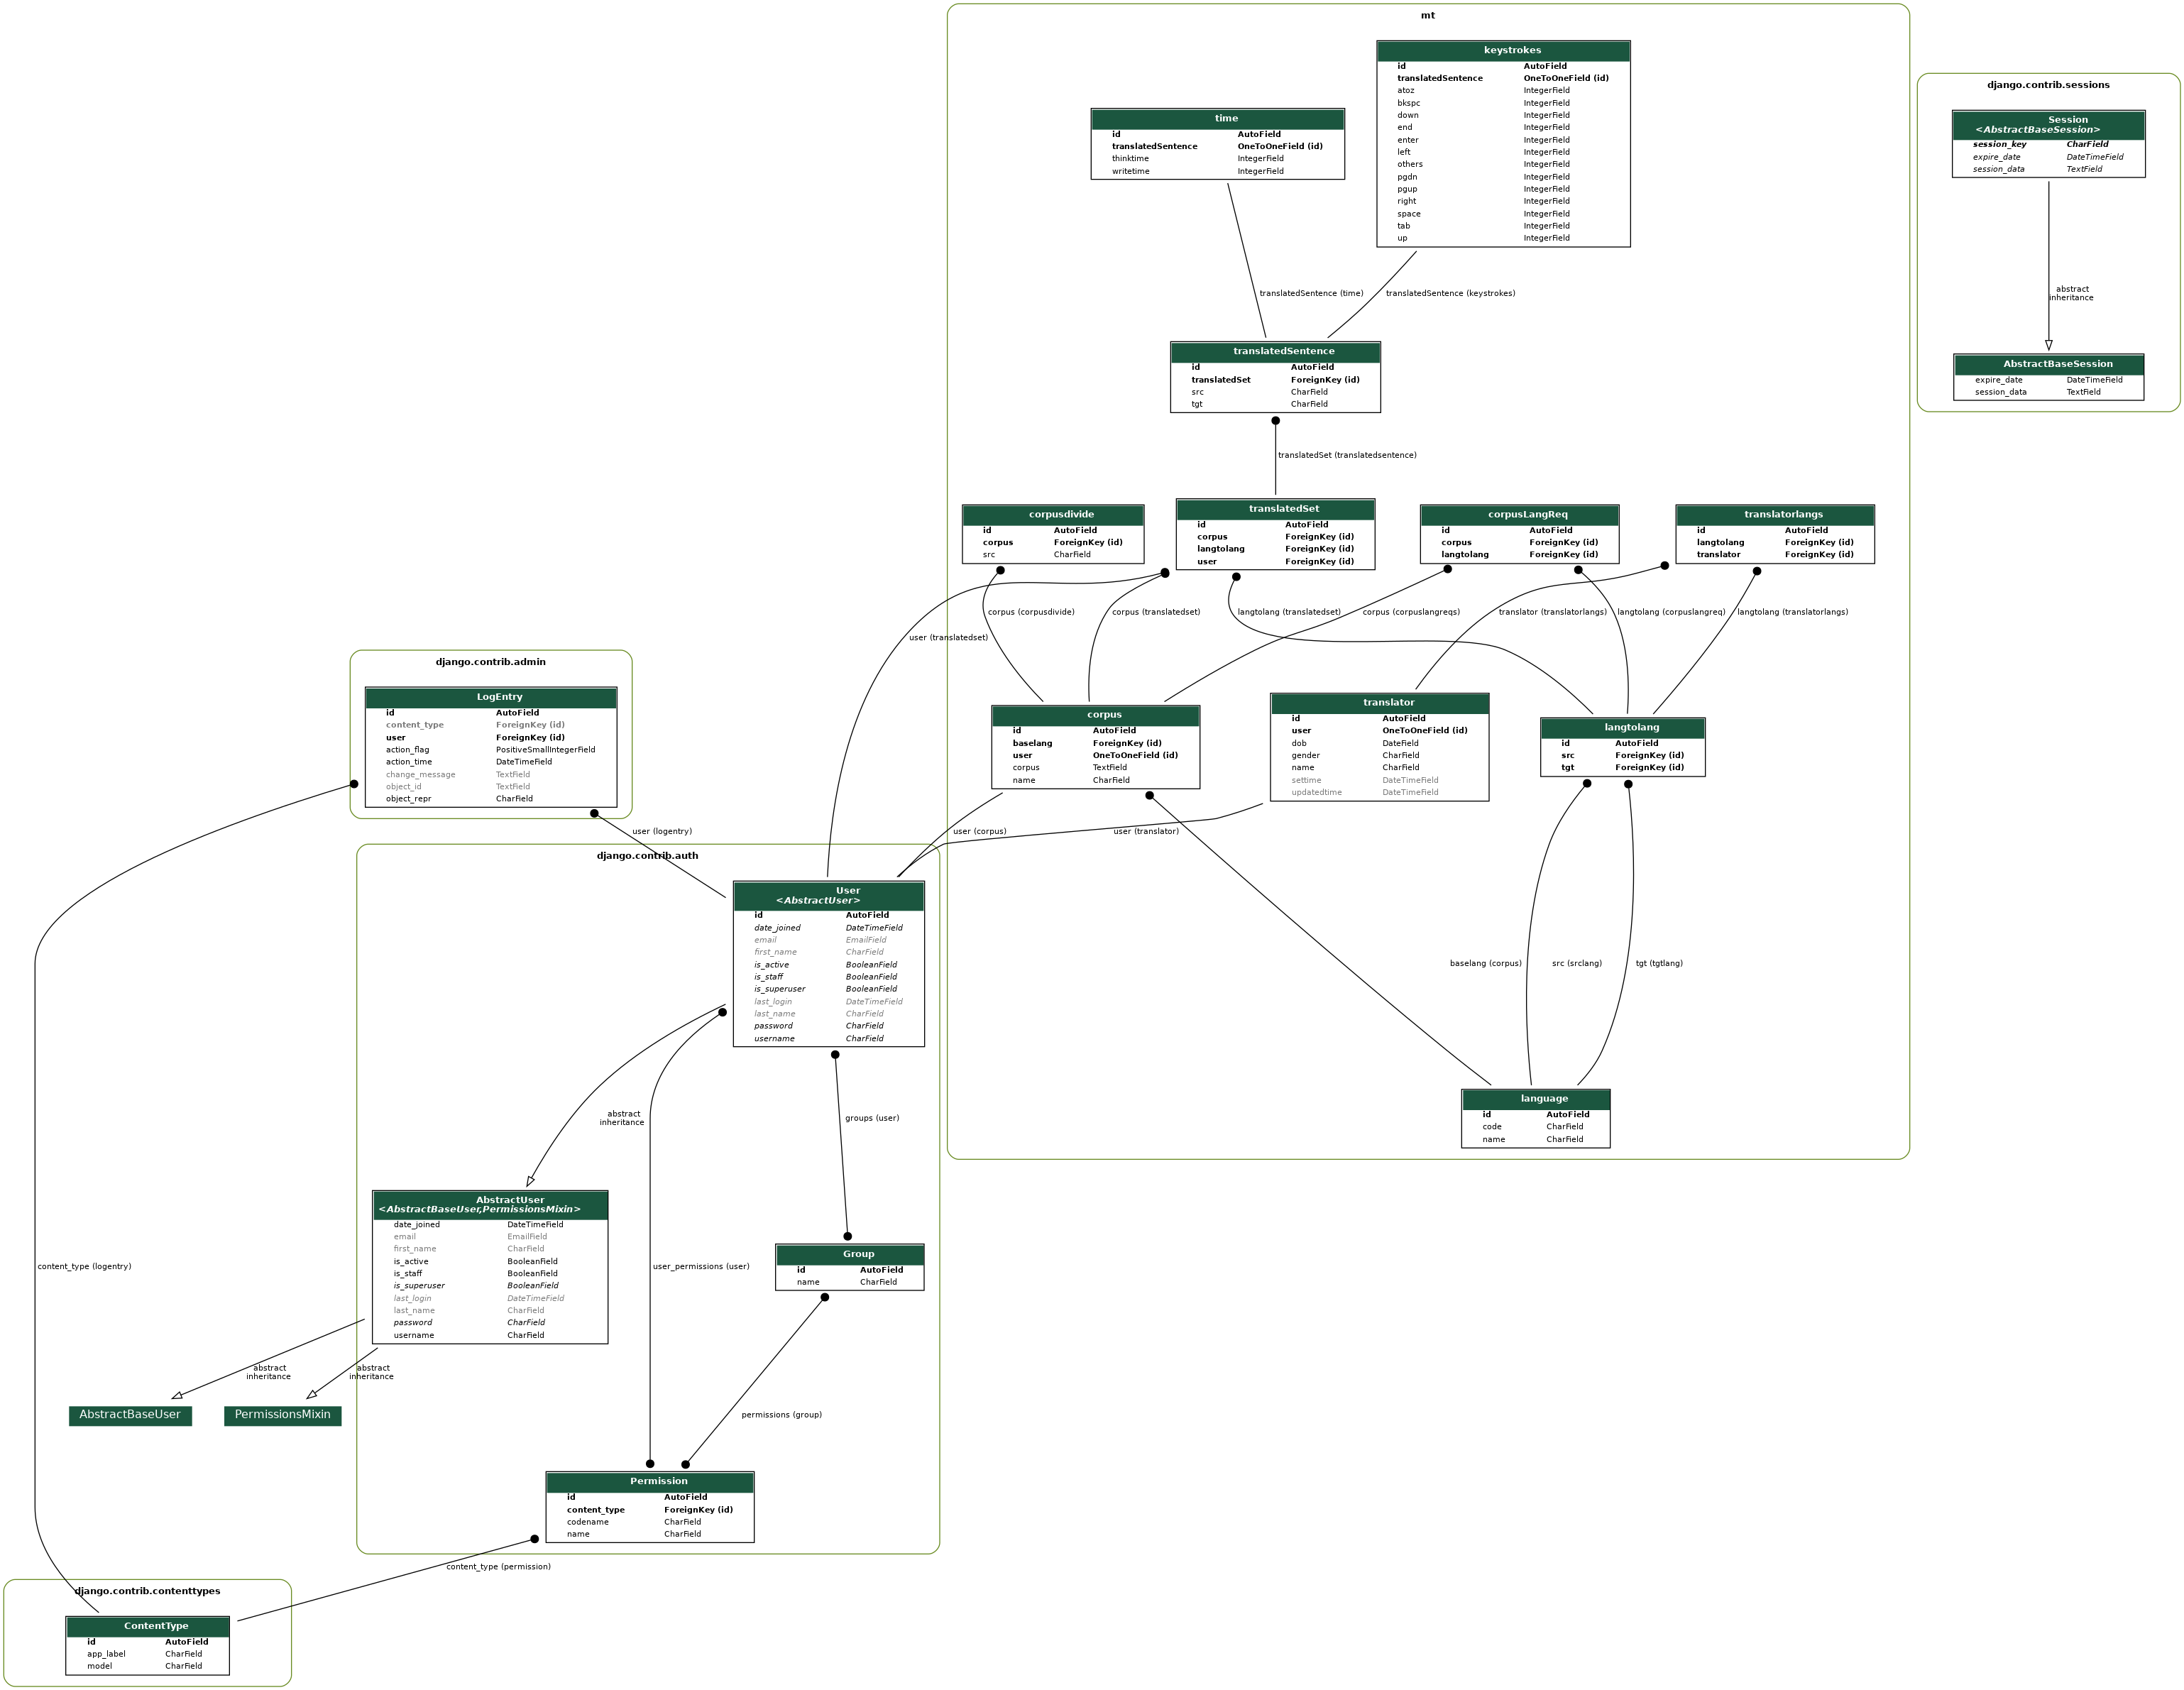 mt
keystrokes
id AutoField
translatedSentence OneToOneField (id)
atoz IntegerField
bkspc IntegerField
down IntegerField
end IntegerField
enter IntegerField
left IntegerField
others IntegerField
pgdn IntegerField
pgup IntegerField
right IntegerField
space IntegerField
tab IntegerField
up IntegerField
time
id AutoField
translatedSentence OneToOneField (id)
thinktime IntegerField
writetime IntegerField
django.contrib.sessions
Session
<AbstractBaseSession>
session_key CharField
expire_date DateTimeField
session_data TextField
abstract
inheritance
AbstractBaseSession
expire_date DateTimeField
session_data TextField
translatedSentence (time)
translatedSentence (keystrokes)
translatedSentence
id AutoField
translatedSet ForeignKey (id)
src CharField
tgt CharField
translatedSet (translatedsentence)
corpusdivide
id AutoField
corpus ForeignKey (id)
src CharField
translatedSet
id AutoField
corpus ForeignKey (id)
langtolang ForeignKey (id)
user ForeignKey (id)
corpusLangReq
id AutoField
corpus ForeignKey (id)
langtolang ForeignKey (id)
translatorlangs
id AutoField
langtolang ForeignKey (id)
translator ForeignKey (id)
corpus (corpusdivide)
corpus (translatedset)
langtolang (translatedset)
corpus (corpuslangreqs)
translator (translatorlangs)
langtolang (corpuslangreq)
langtolang (translatorlangs)
user (translatedset)
django.contrib.admin
LogEntry
id AutoField
content_type ForeignKey (id)
user ForeignKey (id)
action_flag PositiveSmallIntegerField
action_time DateTimeField
change_message TextField
object_id TextField
object_repr CharField
corpus
id AutoField
baselang ForeignKey (id)
user OneToOneField (id)
corpus TextField
name CharField
translator
id AutoField
user OneToOneField (id)
dob DateField
gender CharField
name CharField
settime DateTimeField
updatedtime DateTimeField
langtolang
id AutoField
src ForeignKey (id)
tgt ForeignKey (id)
user (logentry)
user (corpus)
user (translator)
django.contrib.auth
User
<AbstractUser>
id AutoField
date_joined DateTimeField
email EmailField
first_name CharField
is_active BooleanField
is_staff BooleanField
is_superuser BooleanField
last_login DateTimeField
last_name CharField
password CharField
username CharField
baselang (corpus)
src (srclang)
tgt (tgtlang)
language
id AutoField
code CharField
name CharField
abstract
inheritance
groups (user)
AbstractUser
<AbstractBaseUser,PermissionsMixin>
date_joined DateTimeField
email EmailField
first_name CharField
is_active BooleanField
is_staff BooleanField
is_superuser BooleanField
last_login DateTimeField
last_name CharField
password CharField
username CharField
content_type (logentry)
user_permissions (user)
Group
id AutoField
name CharField
abstract
inheritance
abstract
inheritance
AbstractBaseUser
PermissionsMixin
permissions (group)
Permission
id AutoField
content_type ForeignKey (id)
codename CharField
name CharField
content_type (permission)
django.contrib.contenttypes
ContentType
id AutoField
app_label CharField
model CharField